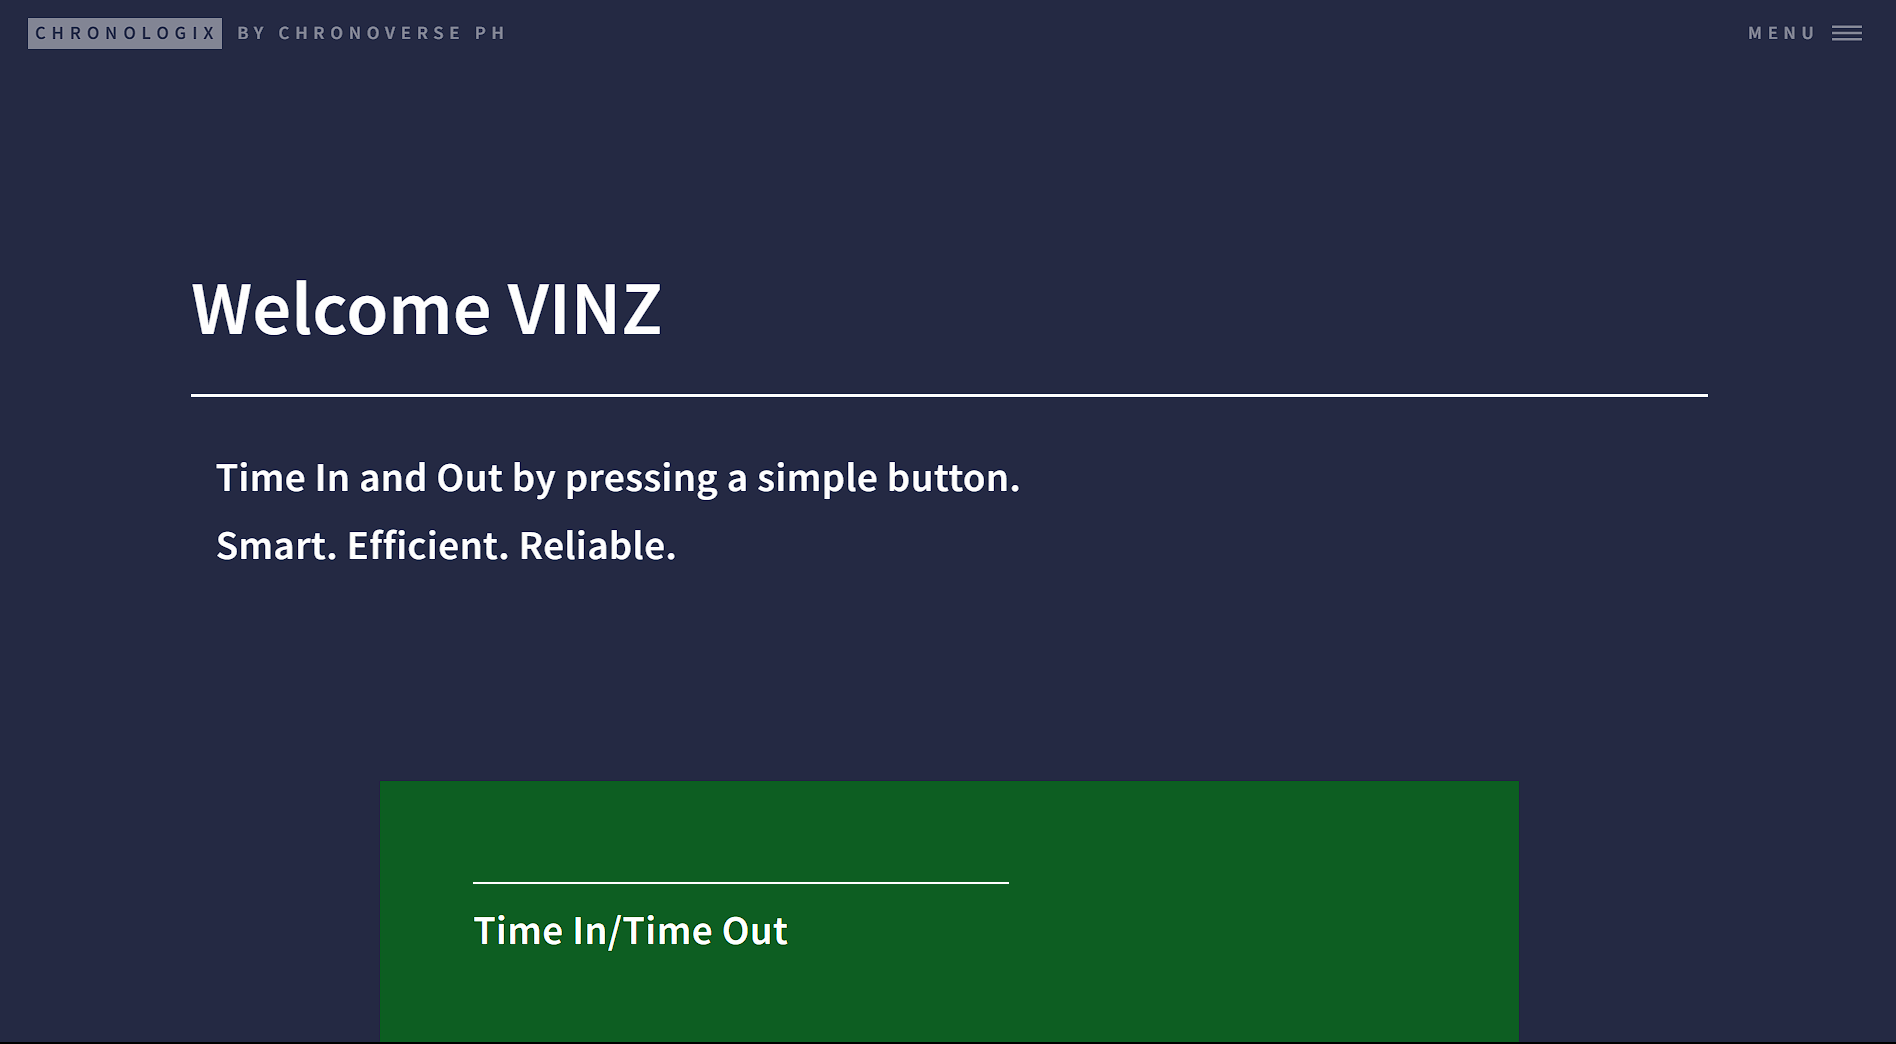 CHRONOLOGIX BY CHRONOVERSE PH MENU
Welcome VINZ
Time In and Out by pressing a simple button.
Smart. Efficient. Reliable.
Time In/Time Out